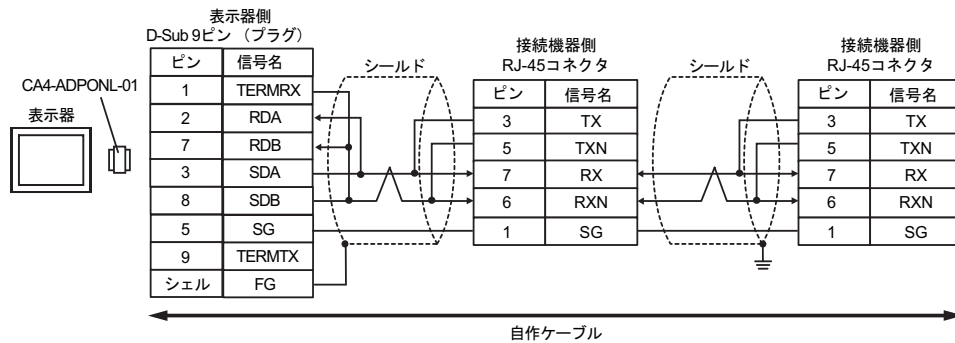 表示器側
D-Sub 9ピン (プラグ)
CA4-ADPONL-01
表示器
ピン 信号名
1 TERMRX
2 RDA
7 RDB
3 SDA
8 SDB
5 SG
9 TERMTX
シェル FG
シールド
接続機器側
RJ-45コネクタ
ピン 信号名
3 TX
5 TXN
7 RX
6 RXN
1 SG
シールド
接続機器側
RJ-45コネクタ
ピン 信号名
3 TX
5 TXN
7 RX
6 RXN
1 SG
自作ケーブル